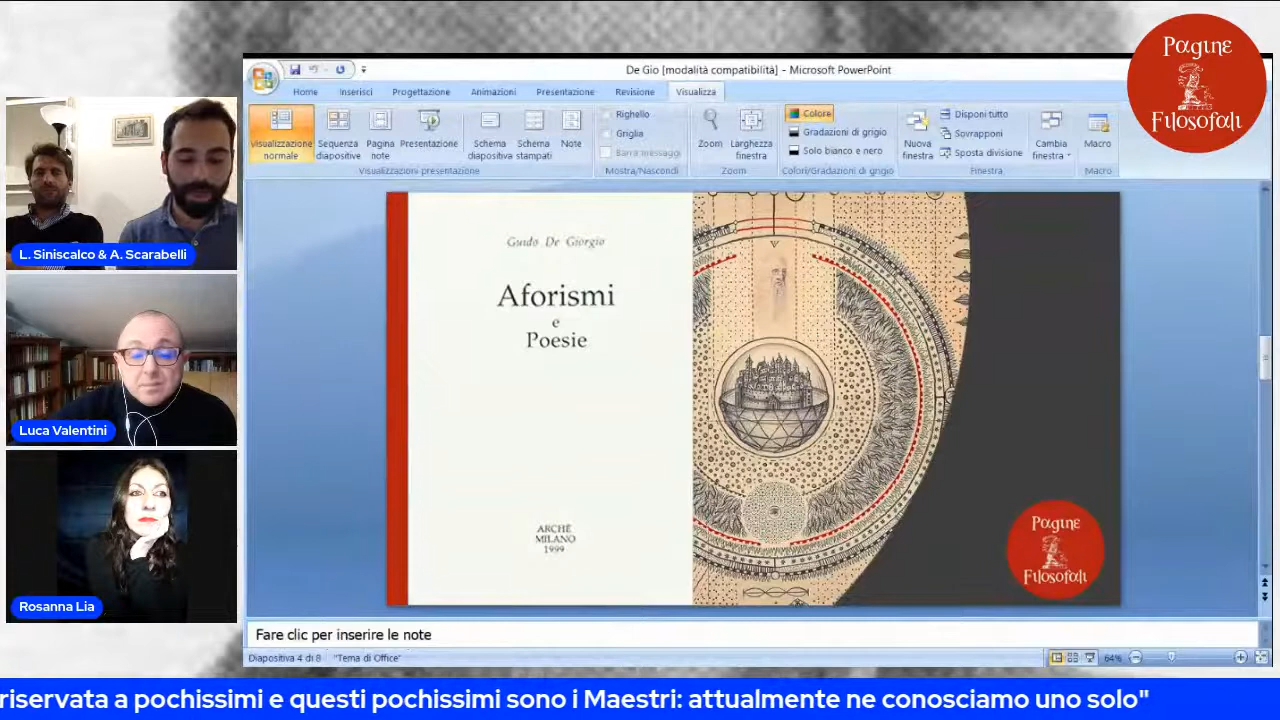 Pagine
Filosofali
De Gio [modalità compatibilità] - Microsoft PowerPoint
Home Inserisci Progettazione Animazioni Presentazione Revisione Visualizza
Visualizzazione normale
Sequenza diapositive
Pagina note
Presentazione
Schema diapositiva
Schema stampati
Note
Visualizzazioni presentazione
Righello
Griglia
Barra messaggi
Mostra/Nascondi
Zoom
Larghezza finestra
Zoom
Colore
Gradazioni di grigio
Solo bianco e nero
Colori/Gradazioni di grigio
Nuova finestra
Disponi tutto
Sovrapponi
Sposta divisione
Cambia finestra
Finestra
Macro
Macro
L. Siniscalco & A. Scarabelli
Luca Valentini
Rosanna Lia
Guido De Giorgio
Aforismi
e
Poesie
ARCHÈ
MILANO
1999
Pagine
Filosofali
Fare clic per inserire le note
Diapositiva 4 di 8 "Tema di Office" 64%
riservata a pochissimi e questi pochissimi sono i Maestri: attualmente ne conosciamo uno solo"